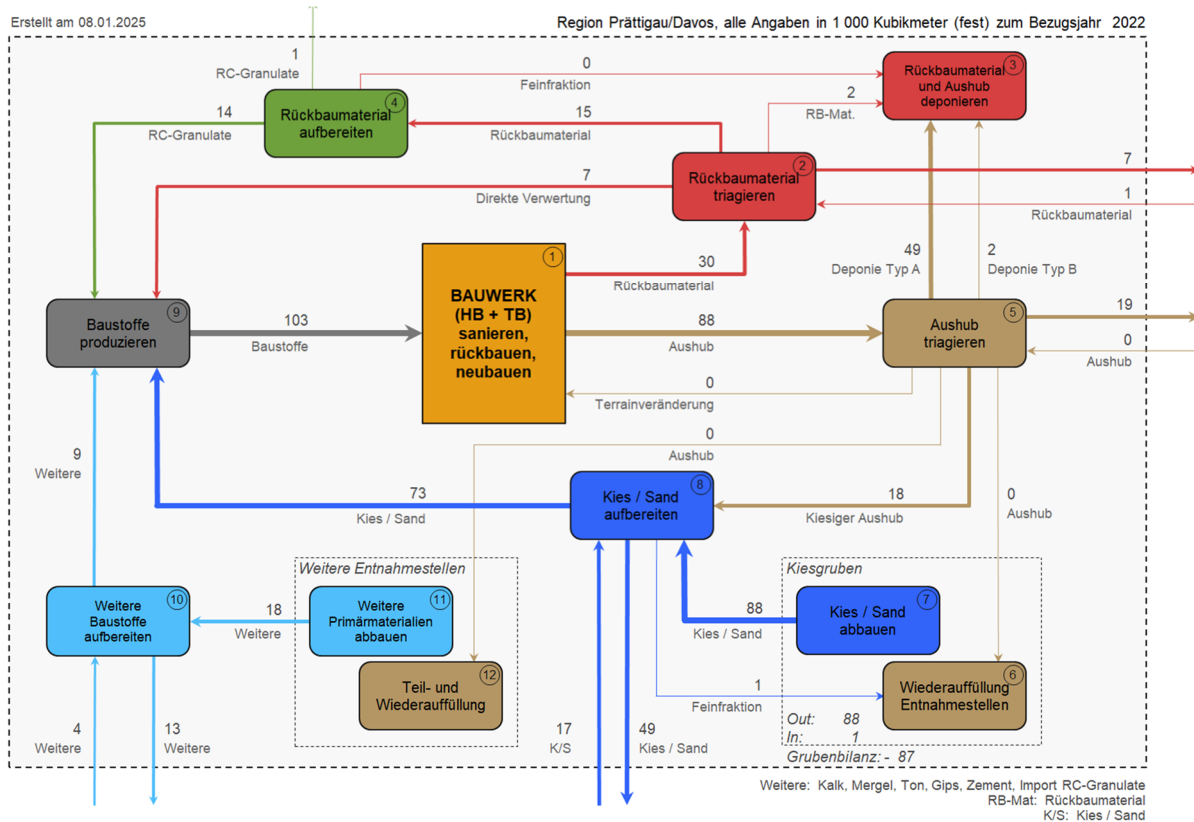 Erstellt am 08.01.2025
Region Prättigau/Davos, alle Angaben in 1 000 Kubikmeter (fest) zum Bezugsjahr 2022
1
RC-Granulate
0
Feinfraktion
3
Rückbaumaterial
und Aushub
deponieren
14
RC-Granulate
4
Rückbaumaterial
aufbereiten
15
Rückbaumaterial
2
RB-Mat.
7
Direkte Verwertung
2
Rückbaumaterial
triagieren
7
1
Rückbaumaterial
49
Deponie Typ A
2
Deponie Typ B
1
BAUWERK
(HB + TB)
sanieren,
rückbauen,
neubauen
30
Rückbaumaterial
9
Baustoffe
produzieren
103
Baustoffe
88
Aushub
5
Aushub
triagieren
19
0
Aushub
0
Terrainveränderung
0
Aushub
9
Weitere
73
Kies / Sand
8
Kies / Sand
aufbereiten
18
Kiesiger Aushub
0
Aushub
Weitere Entnahmestellen
Kiesgruben
10
Weitere
Baustoffe
aufbereiten
18
Weitere
11
Weitere
Primärmaterialien
abbauen
88
Kies / Sand
7
Kies / Sand
abbauen
12
Teil- und
Wiederauffüllung
1
Feinfraktion
6
Wiederauffüllung
Entnahmestellen
4
Weitere
13
Weitere
17
K/S
49
Kies / Sand
Out: 88
In: 1
Grubenbilanz: - 87
Weitere: Kalk, Mergel, Ton, Gips, Zement, Import RC-Granulate
RB-Mat: Rückbaumaterial
K/S: Kies / Sand